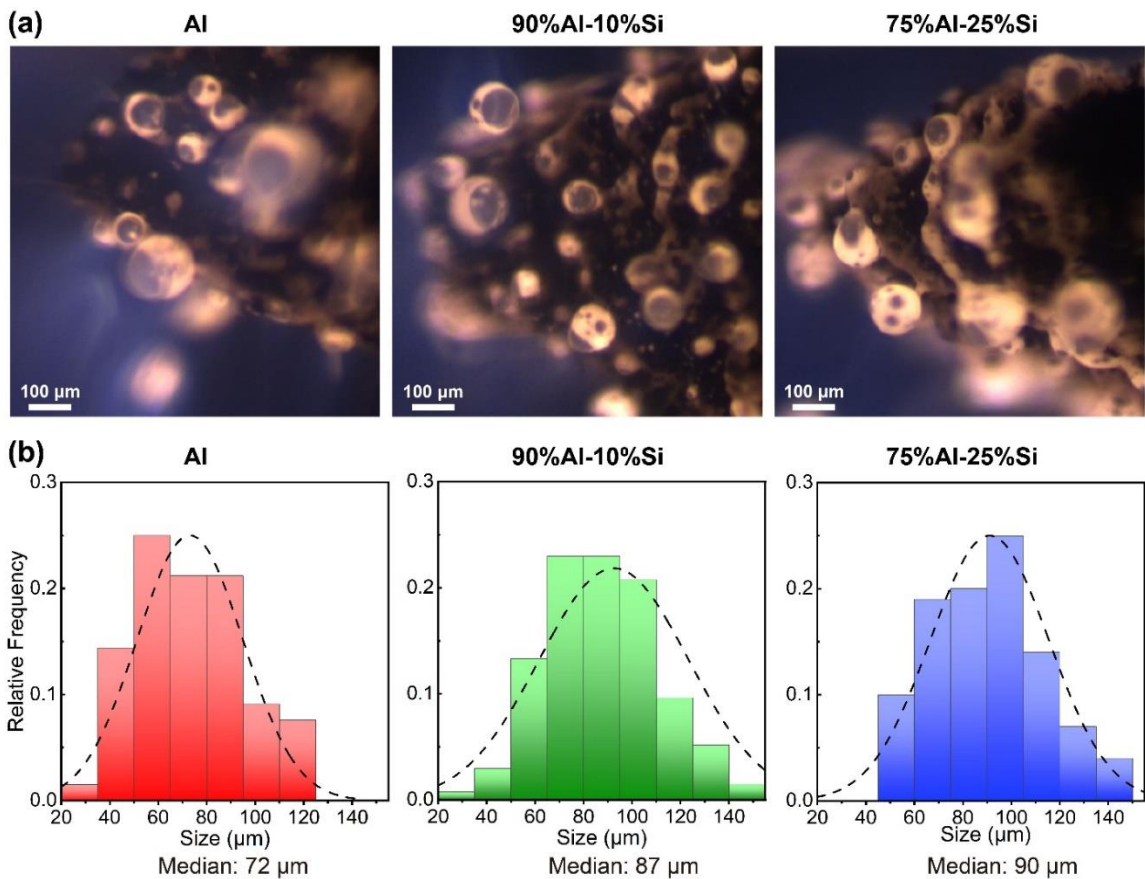 (a)
Al
90%Al-10%Si
75%Al-25%Si
100 μm
100 μm
100 μm
(b)
Al
90%Al-10%Si
75%Al-25%Si
Relative Frequency
0.3
0.2
0.1
0.0
20 40 60 80 100 120 140
Size (μm)
Median: 72 μm
0.3
0.2
0.1
0.0
20 40 60 80 100 120 140
Size (μm)
Median: 87 μm
0.3
0.2
0.1
0.0
20 40 60 80 100 120 140
Size (μm)
Median: 90 μm